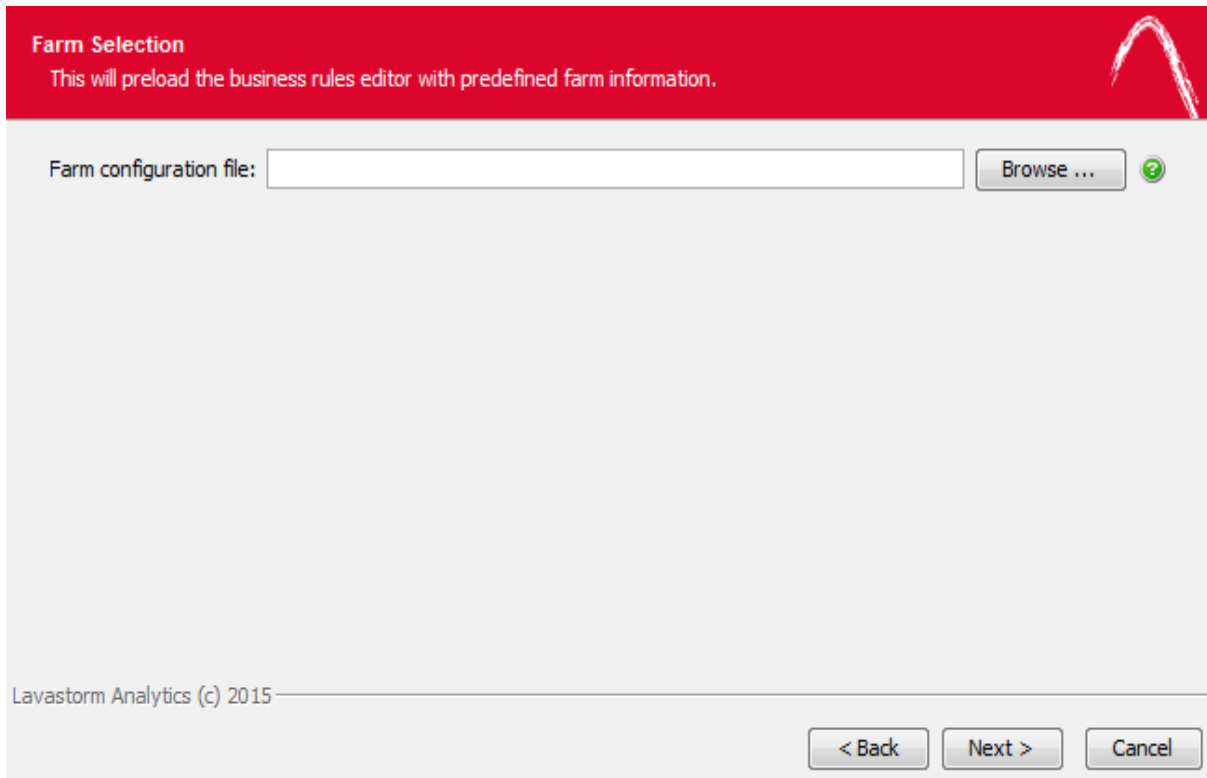 Farm Selection
This will preload the business rules editor with predefined farm information.
Farm configuration file: Browse ... ?
Lavastorm Analytics (c) 2015
< Back Next > Cancel